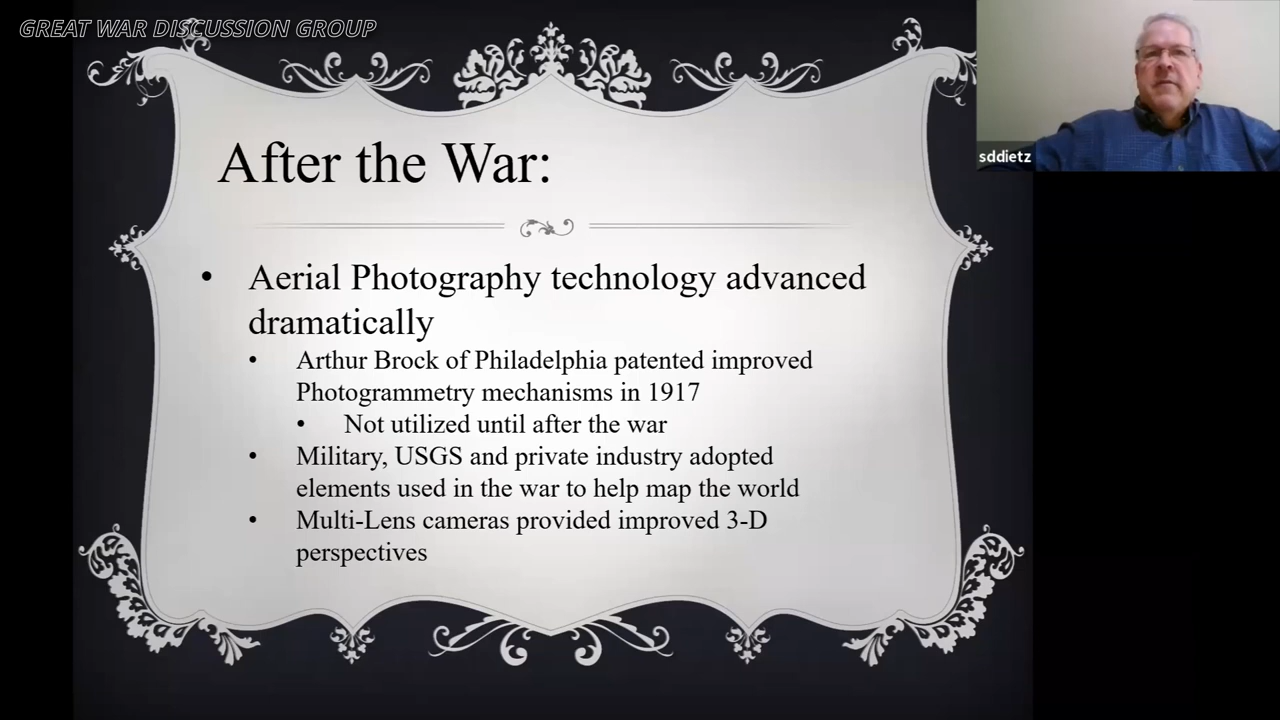 GREAT WAR DISCUSSION GROUP
sddietz
After the War:
• Aerial Photography technology advanced
dramatically
• Arthur Brock of Philadelphia patented improved
Photogrammetry mechanisms in 1917
• Not utilized until after the war
• Military, USGS and private industry adopted
elements used in the war to help map the world
• Multi-Lens cameras provided improved 3-D
perspectives